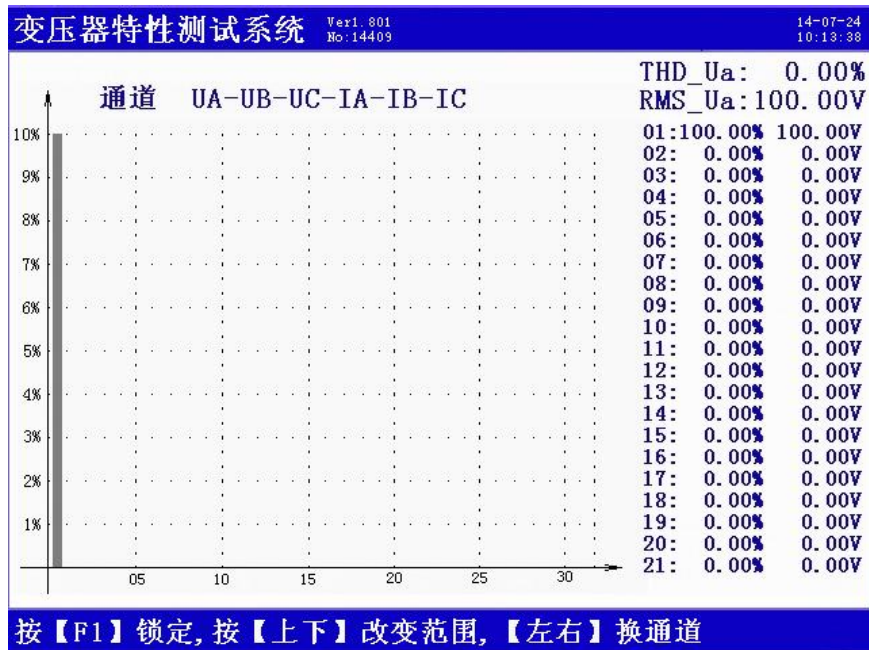 变压器特性测试系统 Ver1.801 14-07-24
No:14409 10:13:38
THD_Ua: 0.00%
通道 UA-UB-UC-IA-IB-IC
RMS_Ua:100.00V
10%
9%
8%
7%
6%
5%
4%
3%
2%
1%
05 10 15 20 25 30
01:100.00% 100.00V
02: 0.00% 0.00V
03: 0.00% 0.00V
04: 0.00% 0.00V
05: 0.00% 0.00V
06: 0.00% 0.00V
07: 0.00% 0.00V
08: 0.00% 0.00V
09: 0.00% 0.00V
10: 0.00% 0.00V
11: 0.00% 0.00V
12: 0.00% 0.00V
13: 0.00% 0.00V
14: 0.00% 0.00V
15: 0.00% 0.00V
16: 0.00% 0.00V
17: 0.00% 0.00V
18: 0.00% 0.00V
19: 0.00% 0.00V
20: 0.00% 0.00V
21: 0.00% 0.00V
按【F1】锁定,按【上下】改变范围,【左右】换通道